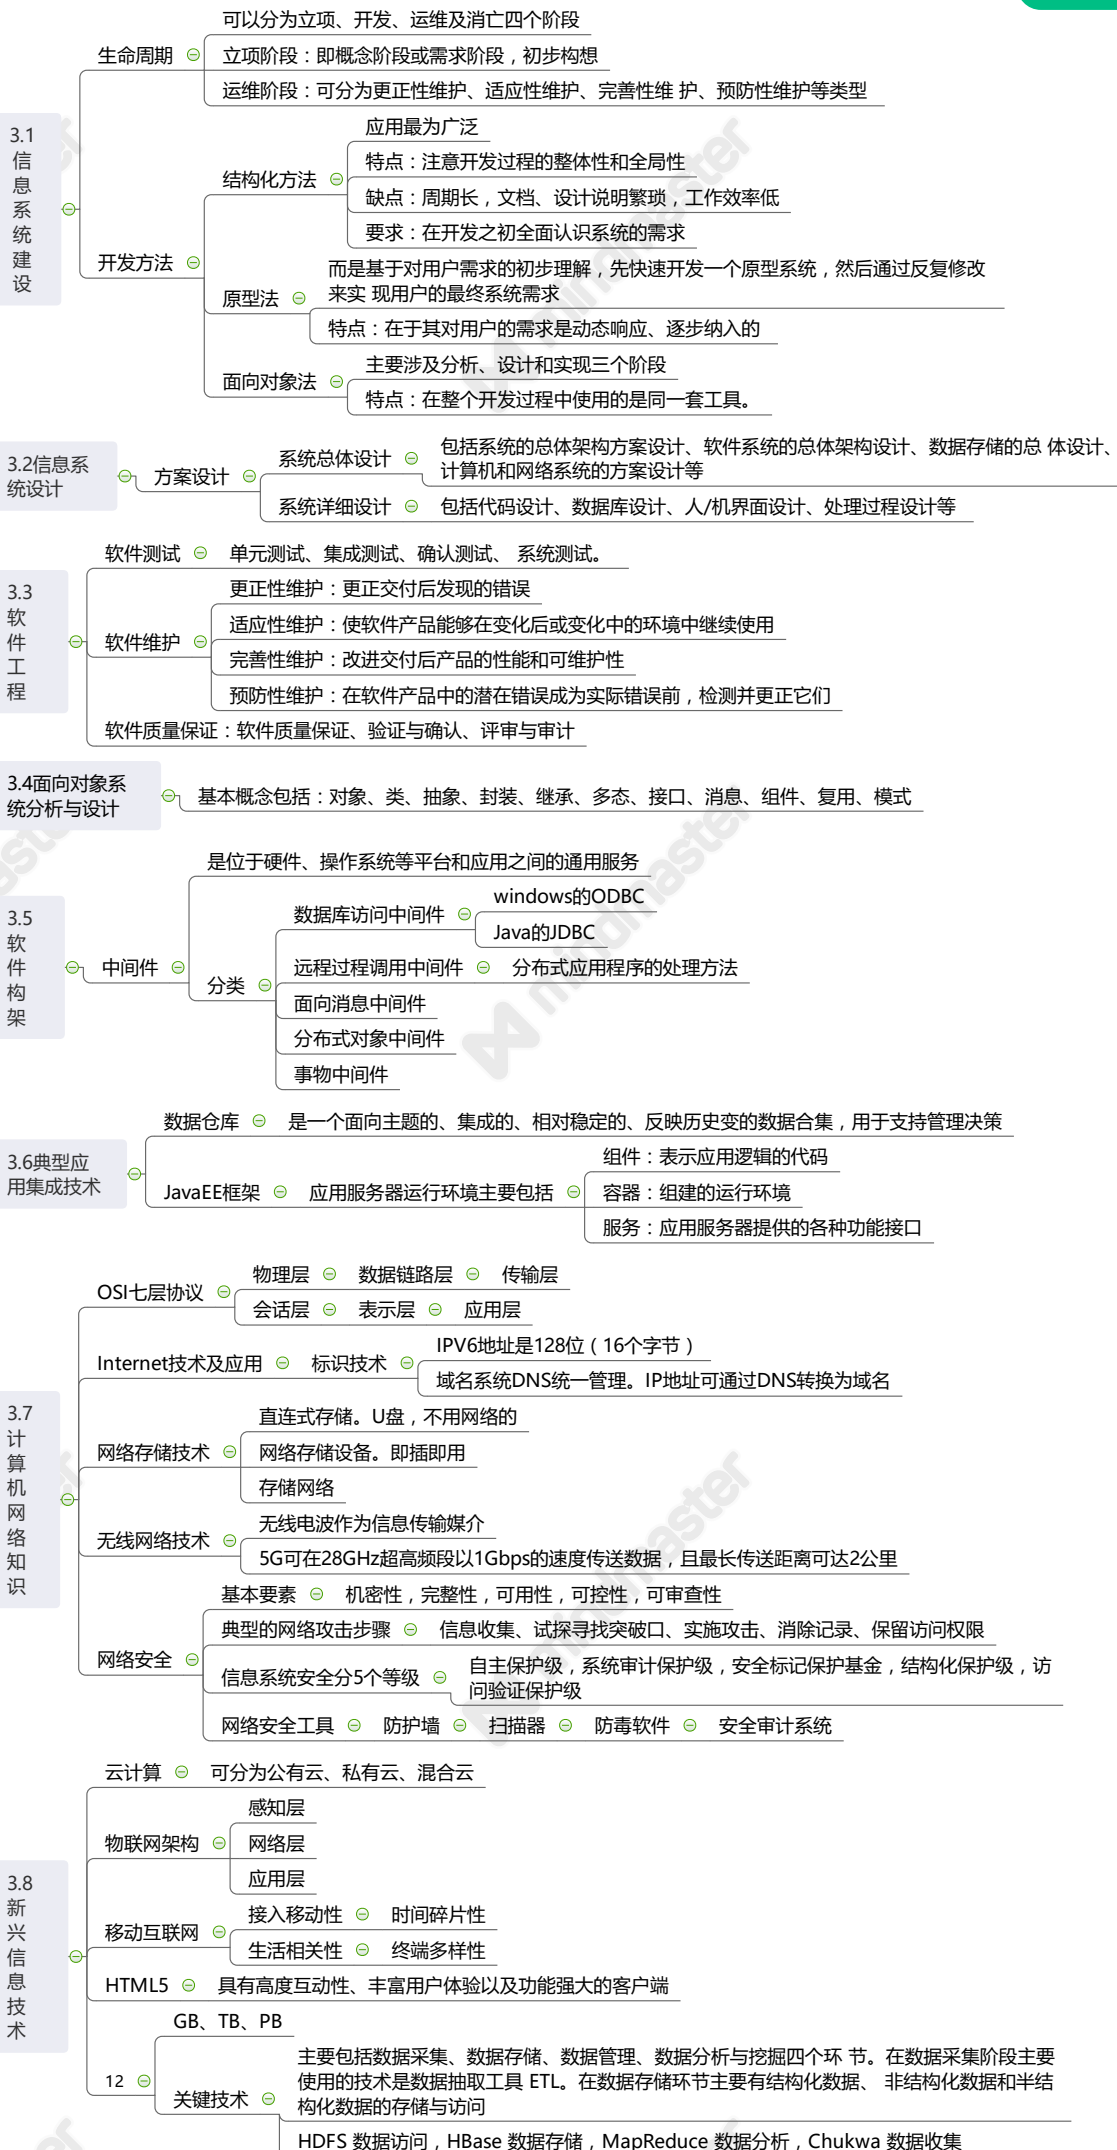 3.1
信
息
系
统
建
设
生命周期
可以分为立项、开发、运维及消亡四个阶段
立项阶段：即概念阶段或需求阶段，初步构想
运维阶段：可分为更正性维护、适应性维护、完善性维 护、预防性维护等类型
开发方法
结构化方法
应用最为广泛
特点：注意开发过程的整体性和全局性
缺点：周期长，文档、设计说明繁琐，工作效率低
要求：在开发之初全面认识系统的需求
原型法
而是基于对用户需求的初步理解，先快速开发一个原型系统，然后通过反复修改
来实 现用户的最终系统需求
特点：在于其对用户的需求是动态响应、逐步纳入的
面向对象法
主要涉及分析、设计和实现三个阶段
特点：在整个开发过程中使用的是同一套工具。
3.2信息系
统设计
方案设计
系统总体设计
包括系统的总体架构方案设计、软件系统的总体架构设计、数据存储的总 体设计、
计算机和网络系统的方案设计等
系统详细设计
包括代码设计、数据库设计、人/机界面设计、处理过程设计等
3.3
软
件
工
程
软件测试
单元测试、集成测试、确认测试、 系统测试。
软件维护
更正性维护：更正交付后发现的错误
适应性维护：使软件产品能够在变化后或变化中的环境中继续使用
完善性维护：改进交付后产品的性能和可维护性
预防性维护：在软件产品中的潜在错误成为实际错误前，检测并更正它们
软件质量保证：软件质量保证、验证与确认、评审与审计
3.4面向对象系
统分析与设计
基本概念包括：对象、类、抽象、封装、继承、多态、接口、消息、组件、复用、模式
3.5
软
件
构
架
中间件
是位于硬件、操作系统等平台和应用之间的通用服务
分类
数据库访问中间件
windows的ODBC
Java的JDBC
远程过程调用中间件
分布式应用程序的处理方法
面向消息中间件
分布式对象中间件
事物中间件
3.6典型应
用集成技术
数据仓库
是一个面向主题的、集成的、相对稳定的、反映历史变的数据合集，用于支持管理决策
JavaEE框架
应用服务器运行环境主要包括
组件：表示应用逻辑的代码
容器：组建的运行环境
服务：应用服务器提供的各种功能接口
3.7
计
算
机
网
络
知
识
OSI七层协议
物理层 数据链路层 传输层
会话层 表示层 应用层
Internet技术及应用
标识技术
IPV6地址是128位（16个字节）
域名系统DNS统一管理。IP地址可通过DNS转换为域名
网络存储技术
直连式存储。U盘，不用网络的
网络存储设备。即插即用
存储网络
无线网络技术
无线电波作为信息传输媒介
5G可在28GHz超高频段以1Gbps的速度传送数据，且最长传送距离可达2公里
网络安全
基本要素
机密性，完整性，可用性，可控性，可审查性
典型的网络攻击步骤
信息收集、试探寻找突破口、实施攻击、消除记录、保留访问权限
信息系统安全分5个等级
自主保护级，系统审计保护级，安全标记保护基金，结构化保护级，访
问验证保护级
网络安全工具 防护墙 扫描器 防毒软件 安全审计系统
3.8
新
兴
信
息
技
术
云计算
可分为公有云、私有云、混合云
物联网架构
感知层
网络层
应用层
移动互联网
接入移动性 时间碎片性
生活相关性 终端多样性
HTML5
具有高度互动性、丰富用户体验以及功能强大的客户端
12
GB、TB、PB
关键技术
主要包括数据采集、数据存储、数据管理、数据分析与挖掘四个环 节。在数据采集阶段主要
使用的技术是数据抽取工具 ETL。在数据存储环节主要有结构化数据、 非结构化数据和半结
构化数据的存储与访问
HDFS 数据访问，HBase 数据存储，MapReduce 数据分析，Chukwa 数据收集
mindmaster
mindmaster
mindmaster